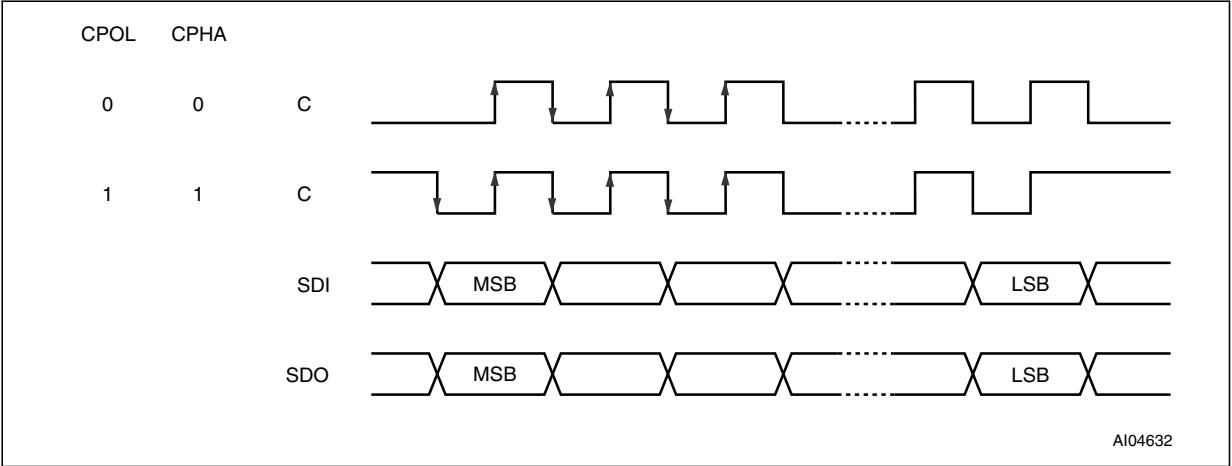 CPOL CPHA
0 0 C
1 1 C
SDI MSB LSB
SDO MSB LSB
AI04632